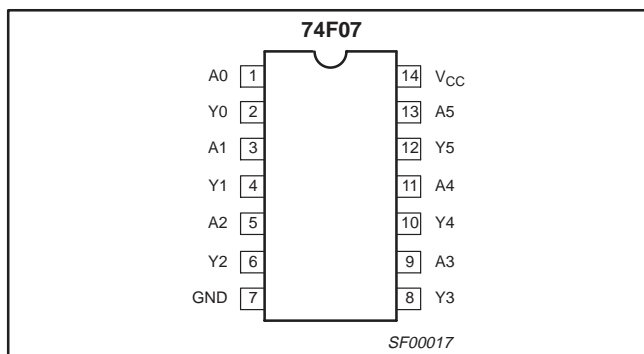 74F07
A0 1 14 VCC
Y0 2 13 A5
A1 3 12 Y5
Y1 4 11 A4
A2 5 10 Y4
Y2 6 9 A3
GND 7 8 Y3
SF00017